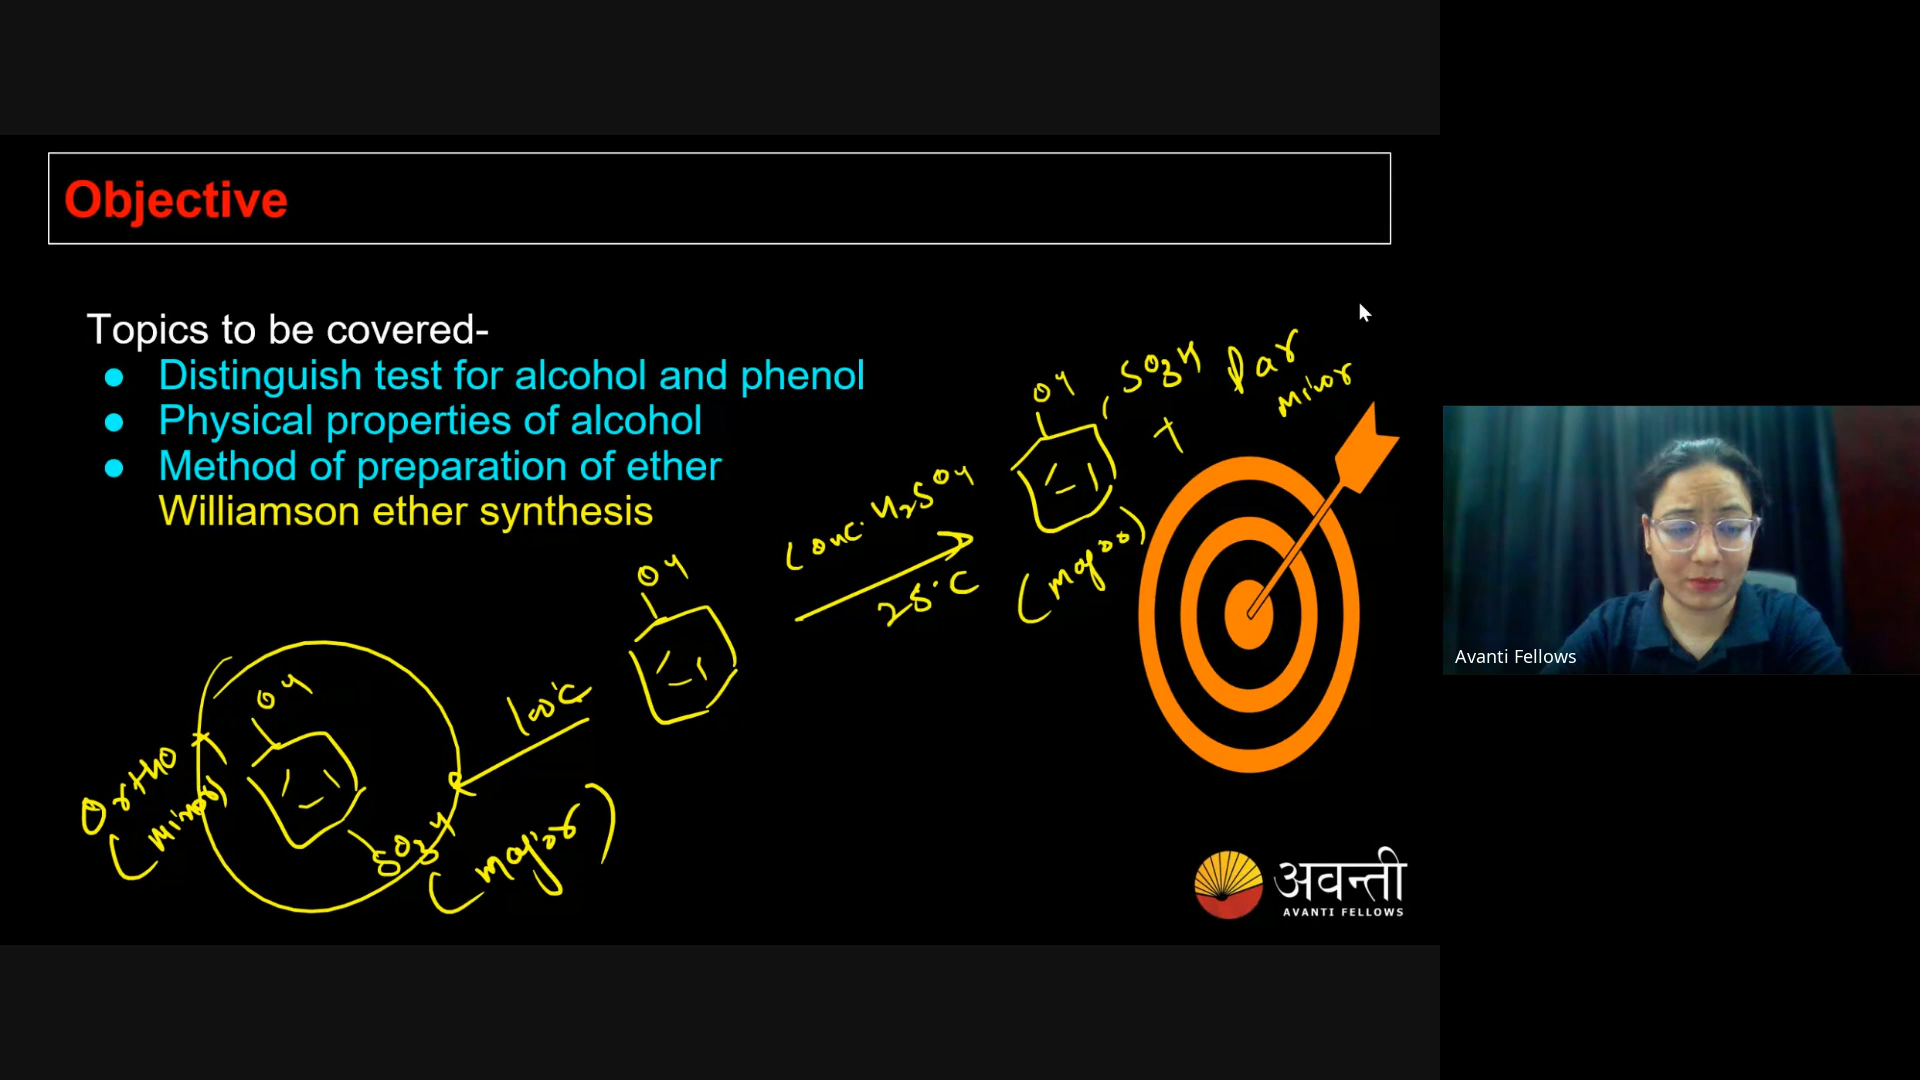 Objective
Topics to be covered-
● Distinguish test for alcohol and phenol
● Physical properties of alcohol
● Method of preparation of ether
Williamson ether synthesis
OH
SO3H
Par
minor
+
(major)
conc. H2SO4
25°C
OH
100°C
OH
SO3H
(major)
Ortho
(minor)
Avanti Fellows
अवन्ती
AVANTI FELLOWS